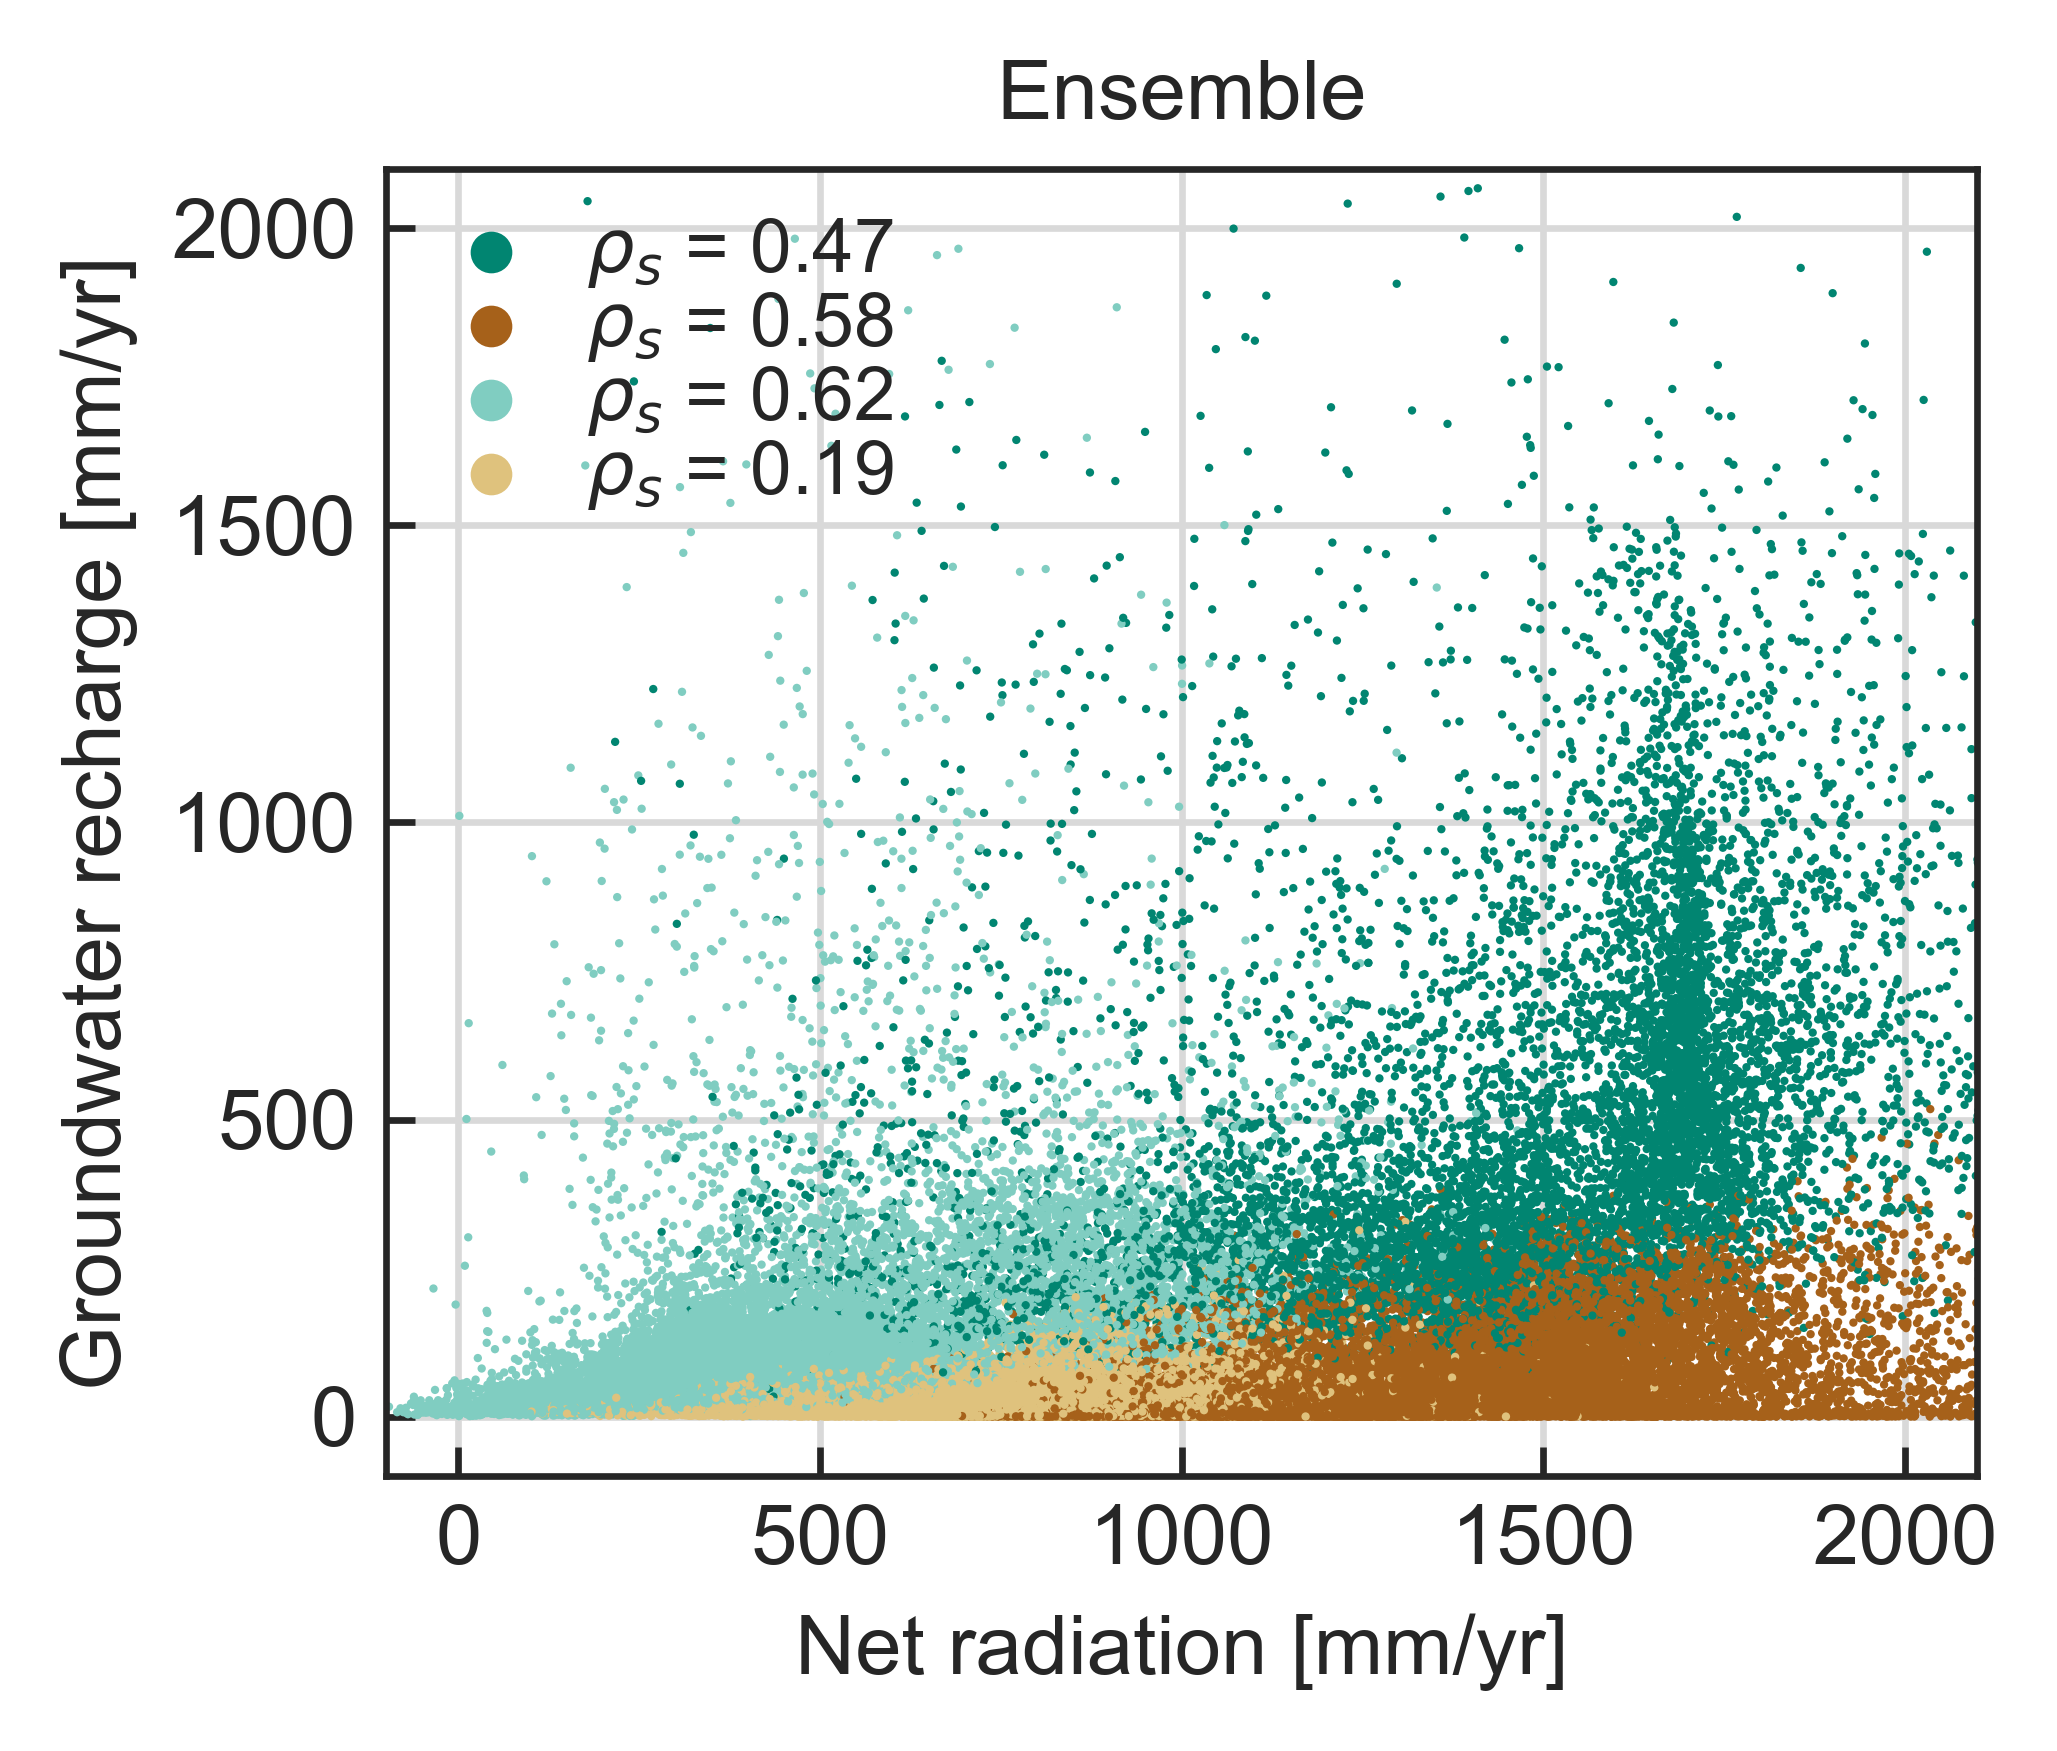 Ensemble
Groundwater recharge [mm/yr]
2000
1500
1000
500
0
ρs = 0.47
ρs = 0.58
ρs = 0.62
ρs = 0.19
0 500 1000 1500 2000
Net radiation [mm/yr]